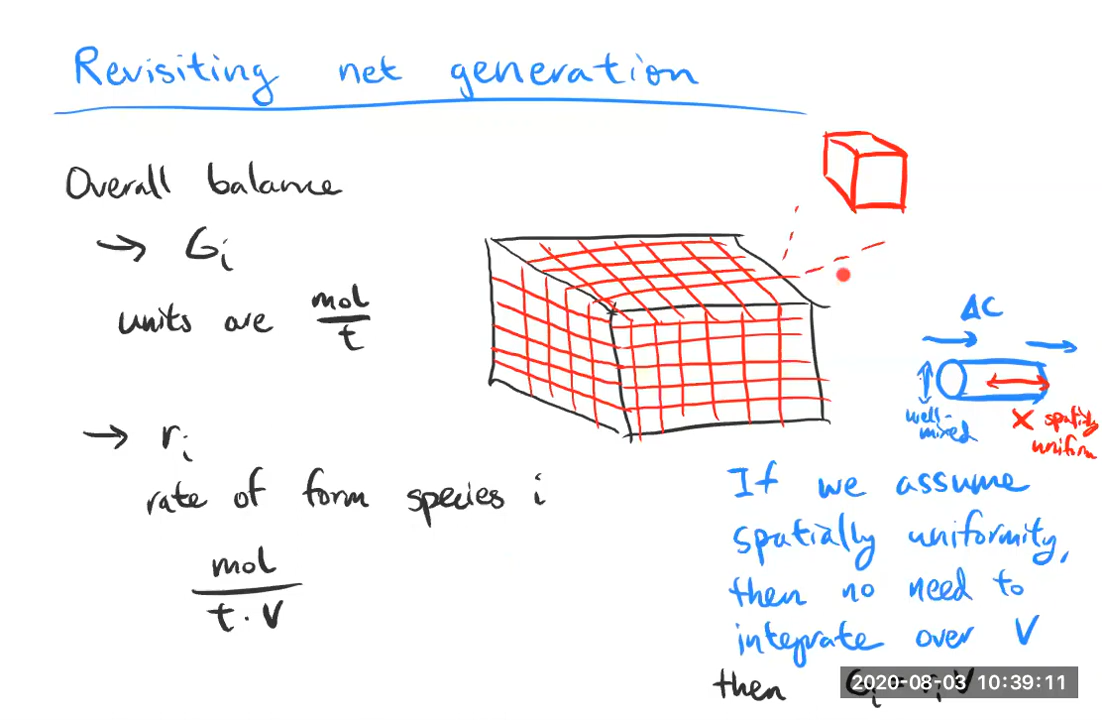 Revisiting net generation
Overall balance
→ Gi
units are mol/t
→ ri
rate of form species i
mol
t · V
ΔC
well-
mixed
X spatially
uniform
If we assume
spatially uniformity,
then no need to
integrate over V
then Gi = ri V
2020-08-03 10:39:11